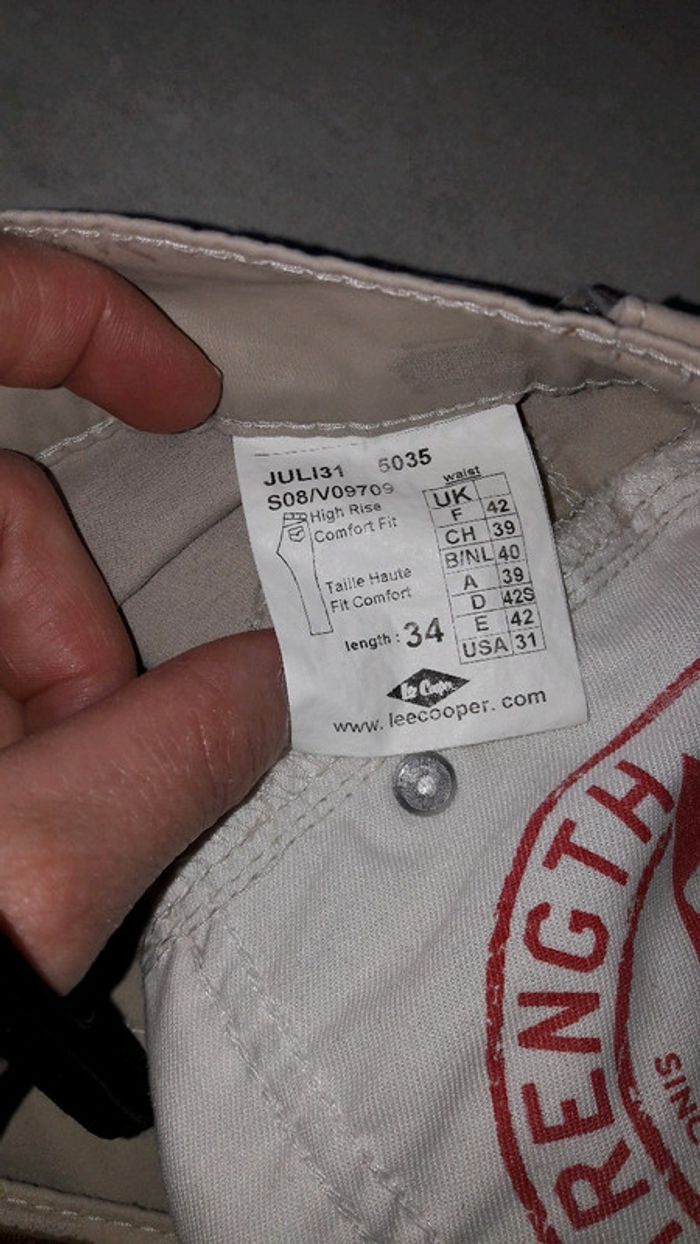 JULI31 5035
S08/V09709
High Rise
Comfort Fit
Taille Haute
Fit Comfort
length : 34
waist
UK
F 42
CH 39
B/NL 40
A 39
D 42S
E 42
USA 31
Lee Cooper
www.leecooper.com
RENGTH
NIS